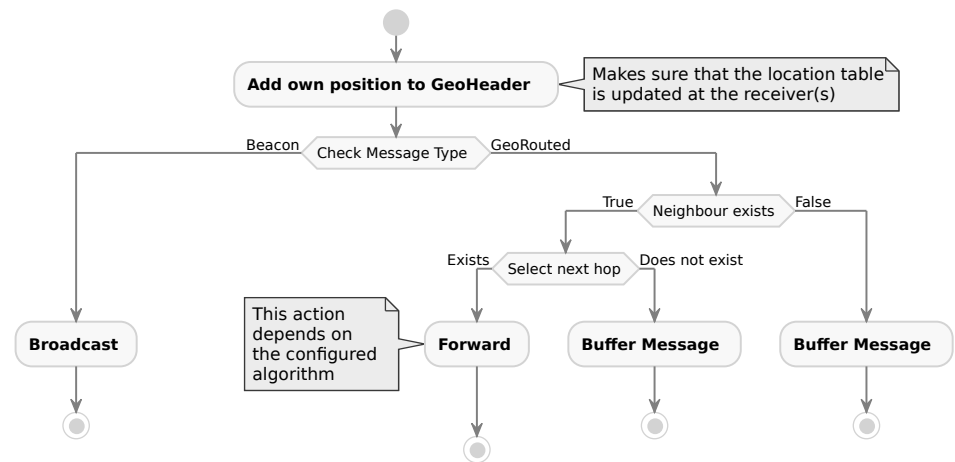 Add own position to GeoHeader
Makes sure that the location table
is updated at the receiver(s)
Beacon
Check Message Type
GeoRouted
True
Neighbour exists
False
Exists
Select next hop
Does not exist
This action
depends on
the configured
algorithm
Broadcast
Forward
Buffer Message
Buffer Message